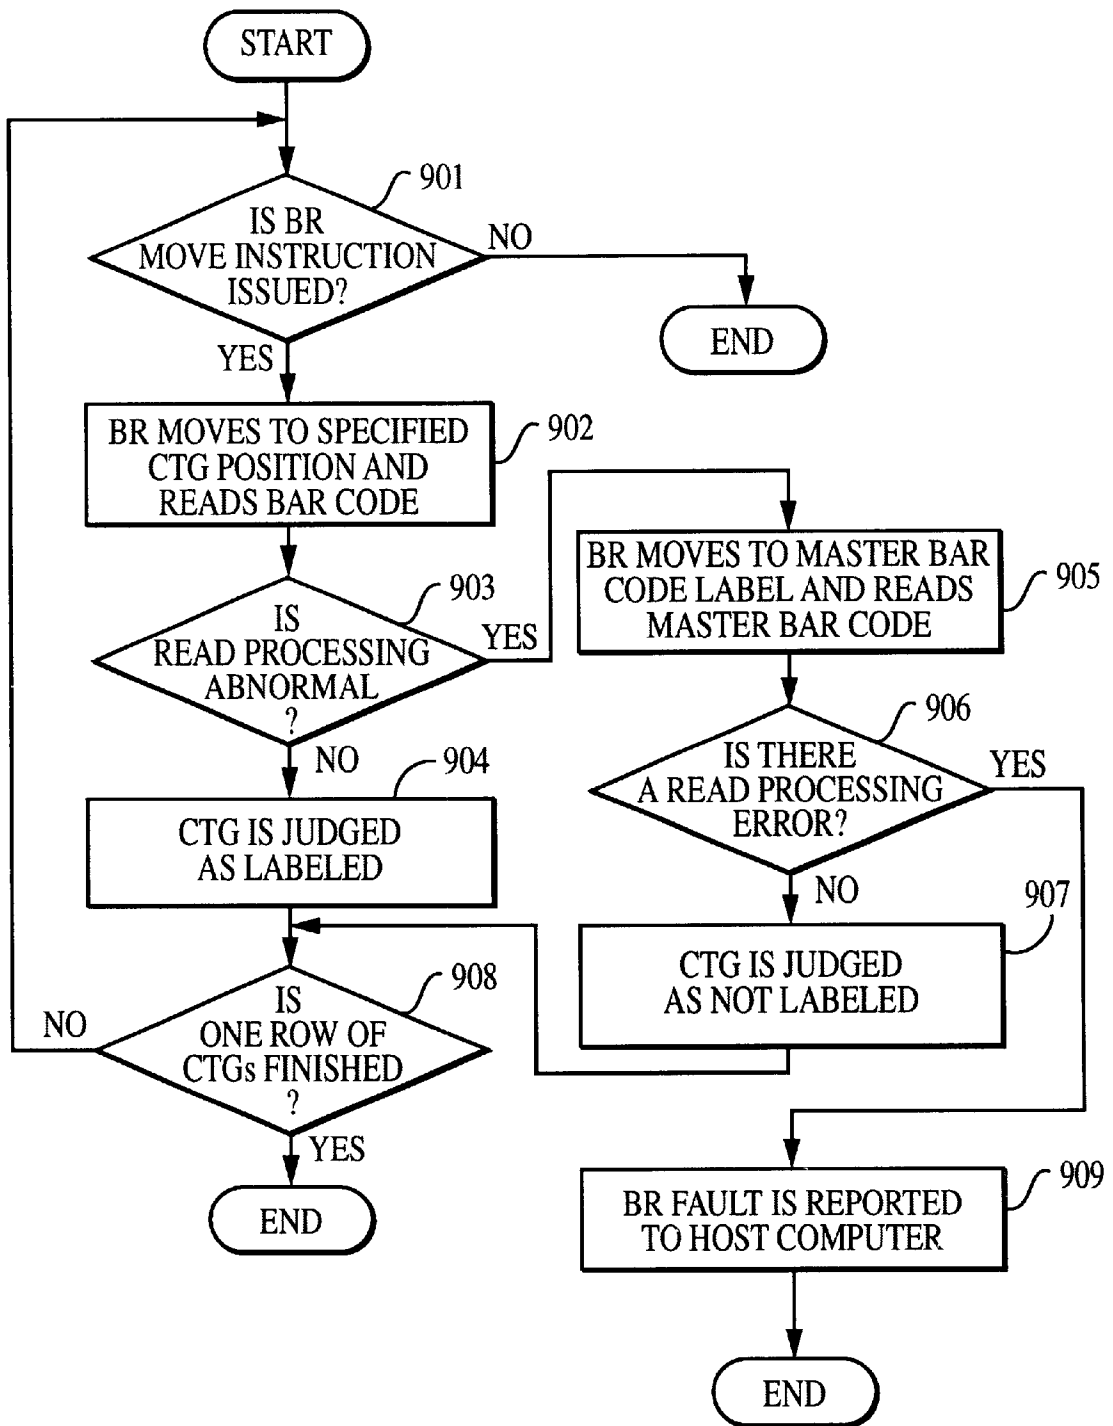 START
901
IS BR
MOVE INSTRUCTION
ISSUED?
NO
END
YES
BR MOVES TO SPECIFIED
CTG POSITION AND
READS BAR CODE
902
903
IS
READ PROCESSING
ABNORMAL
?
YES
NO
904
CTG IS JUDGED
AS LABELED
BR MOVES TO MASTER BAR
CODE LABEL AND READS
MASTER BAR CODE
905
906
IS THERE
A READ PROCESSING
ERROR?
YES
NO
907
CTG IS JUDGED
AS NOT LABELED
908
IS
ONE ROW OF
CTGs FINISHED
?
NO
YES
END
BR FAULT IS REPORTED
TO HOST COMPUTER
909
END